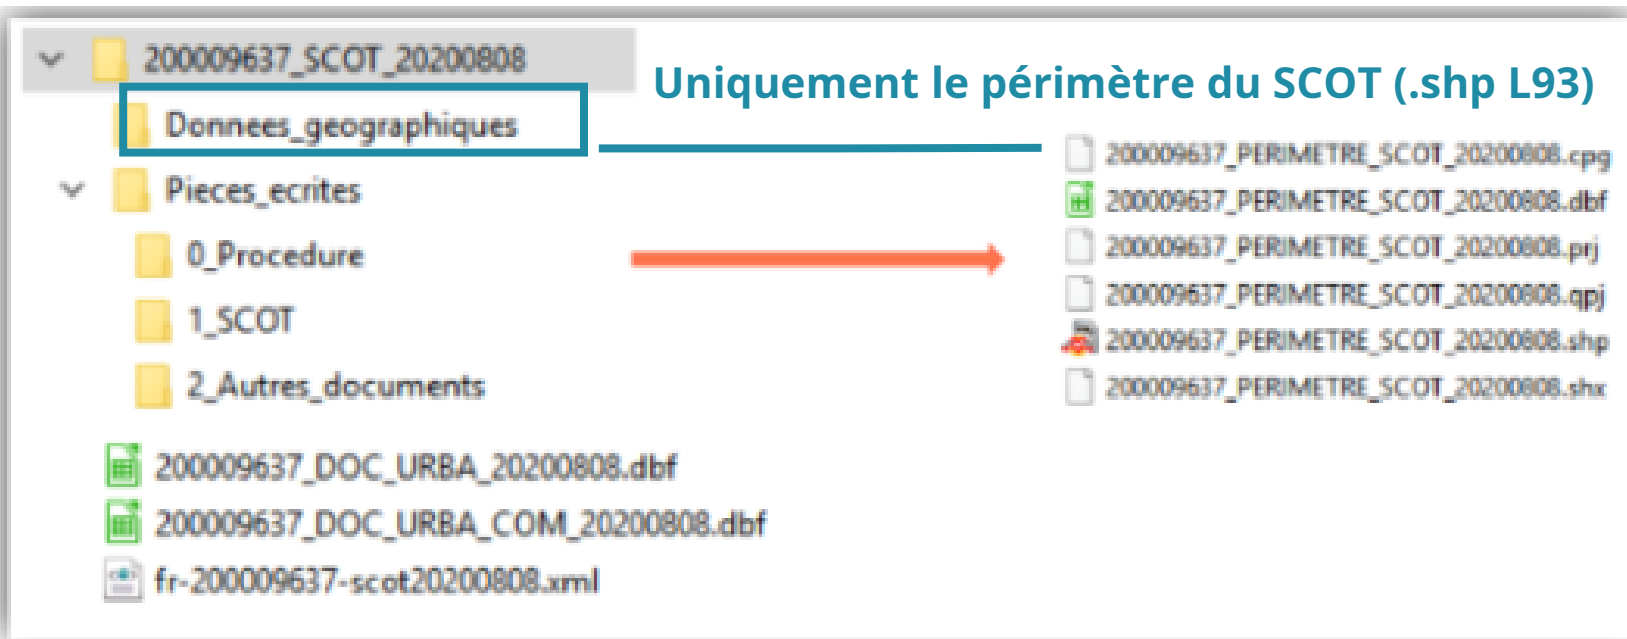 200009637_SCOT_20200808
Uniquement le périmètre du SCOT (.shp L93)
Donnees_geographiques
Pieces_ecrites
0_Procedure
1_SCOT
2_Autres_documents
200009637_DOC_URBA_20200808.dbf
200009637_DOC_URBA_COM_20200808.dbf
fr-200009637-scot20200808.xml
200009637_PERIMETRE_SCOT_20200808.cpg
200009637_PERIMETRE_SCOT_20200808.dbf
200009637_PERIMETRE_SCOT_20200808.prj
200009637_PERIMETRE_SCOT_20200808.qpj
200009637_PERIMETRE_SCOT_20200808.shp
200009637_PERIMETRE_SCOT_20200808.shx